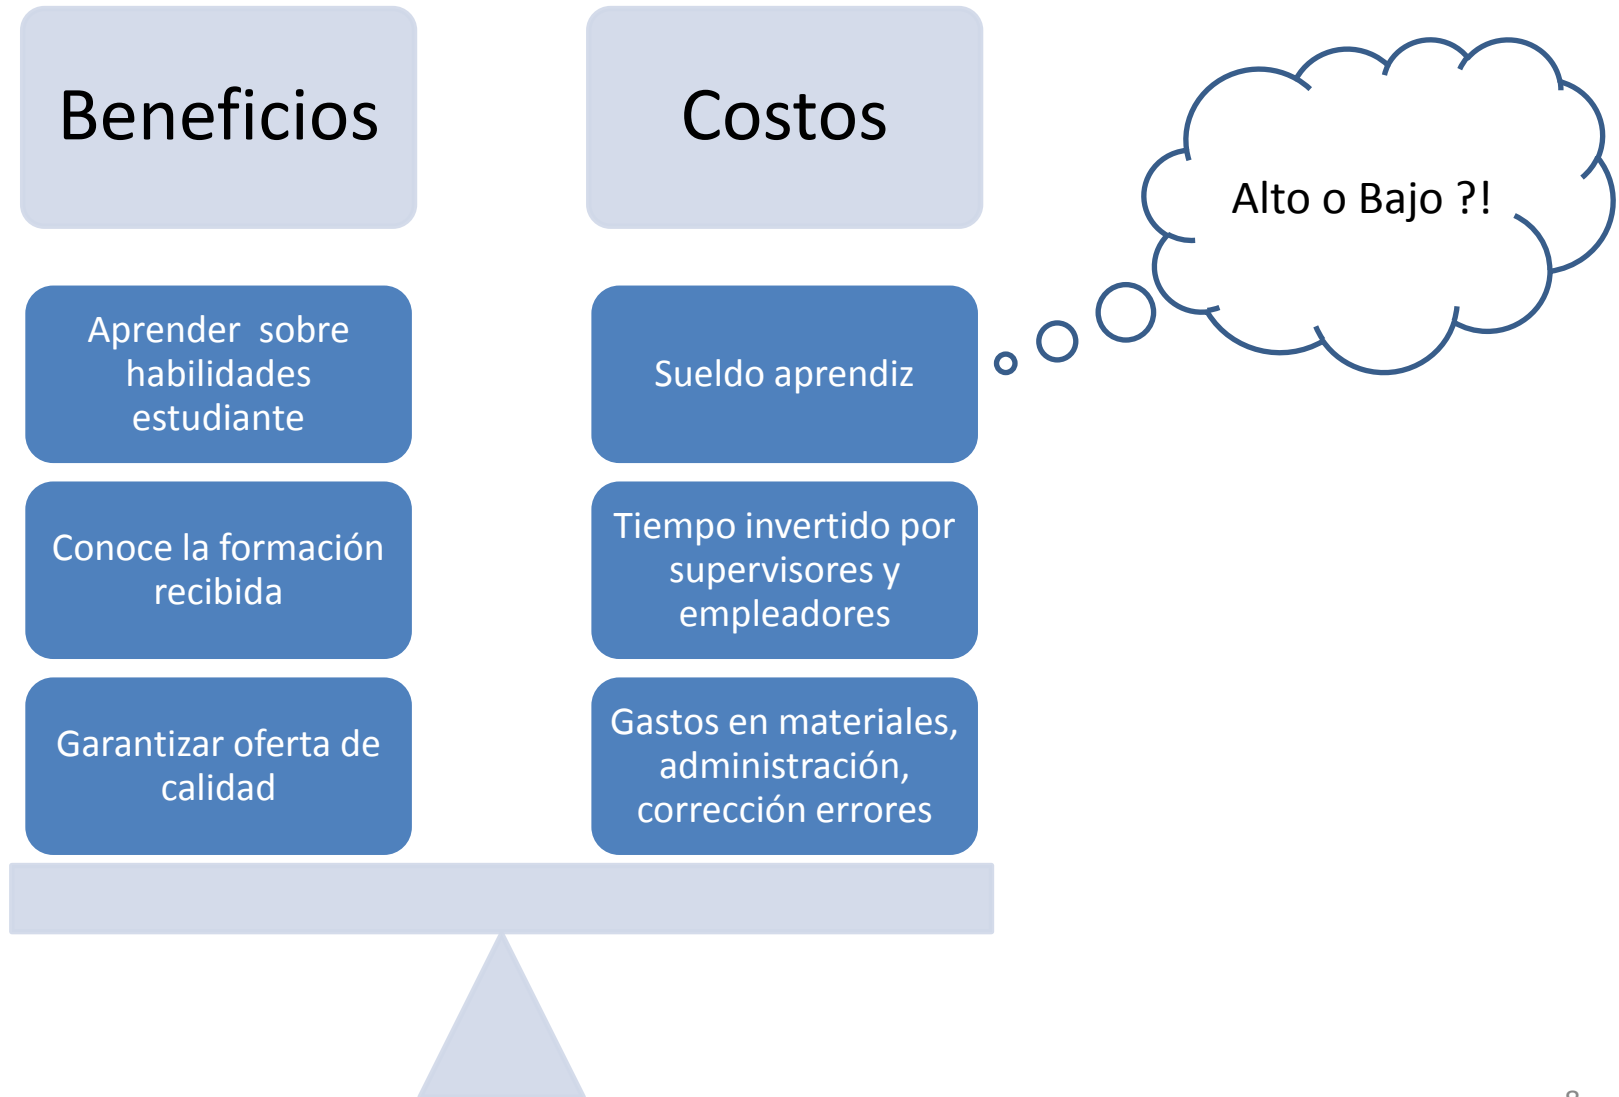 Beneficios
Costos
Alto o Bajo ?!
Aprender  sobre
habilidades
estudiante
Sueldo aprendiz
Conoce la formación
recibida
Tiempo invertido por
supervisores y
empleadores
Garantizar oferta de
calidad
Gastos en materiales,
administración,
corrección errores
8